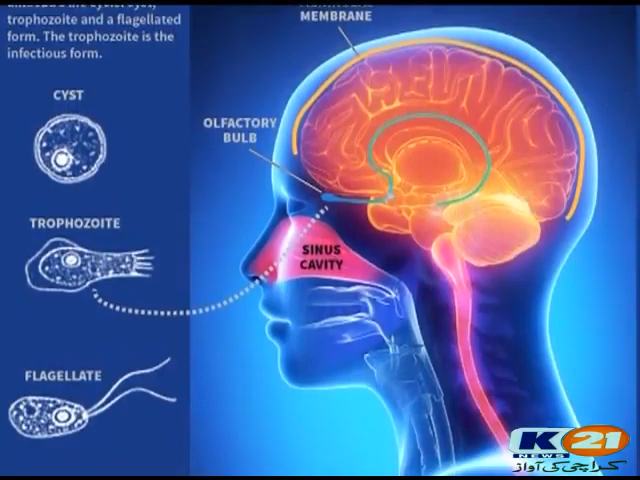 trophozoite and a flagellated
form. The trophozoite is the
infectious form.
MEMBRANE
CYST
OLFACTORY
BULB
TROPHOZOITE
SINUS
CAVITY
FLAGELLATE
K 21
NEWS
کراچی کی آواز